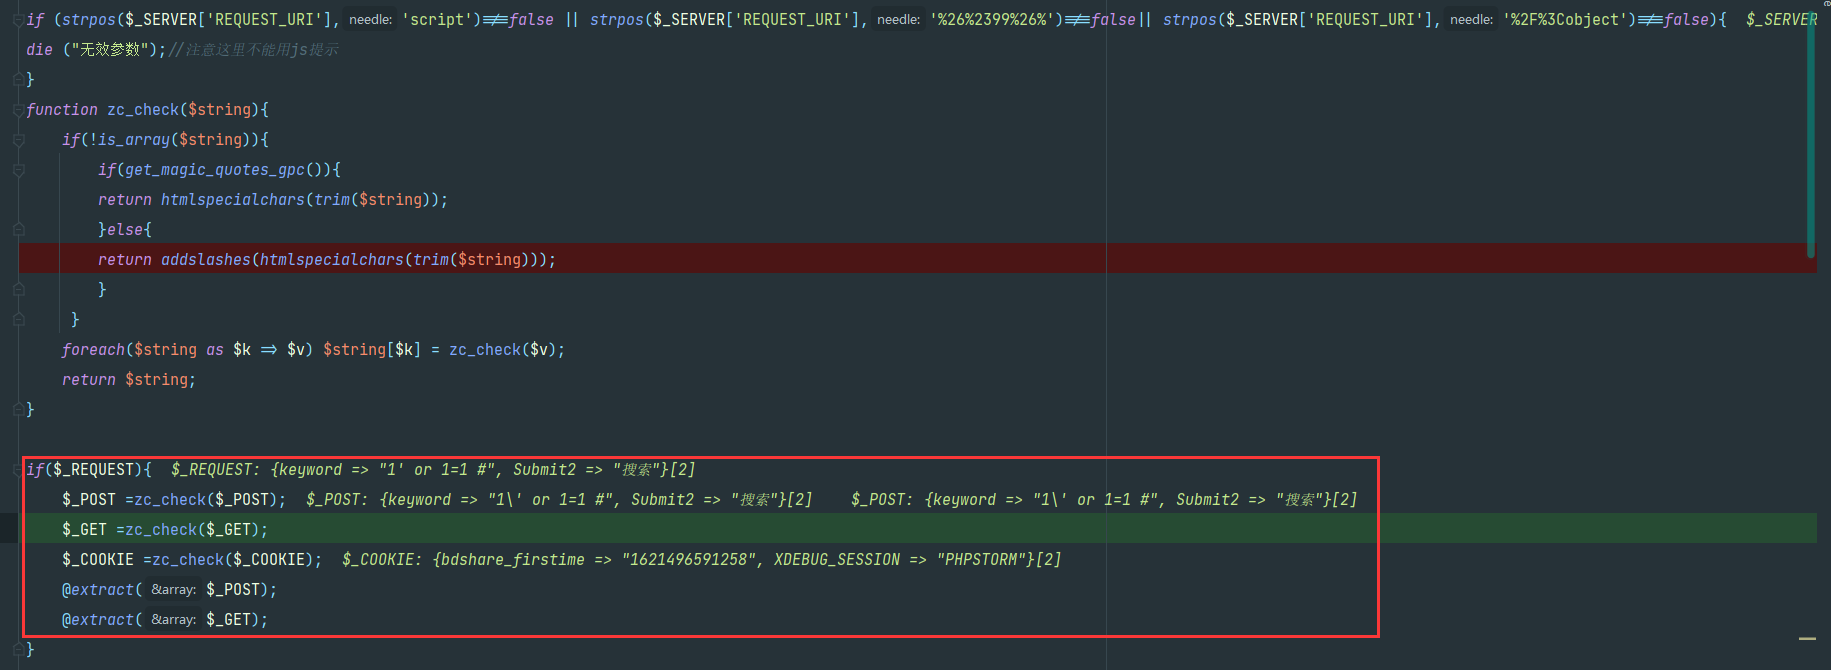 if (strpos($_SERVER['REQUEST_URI'], needle: 'script')!==false || strpos($_SERVER['REQUEST_URI'], needle: '%26%2399%26%')!==false|| strpos($_SERVER['REQUEST_URI'], needle: '%2F%3Cobject')!==false){ $_SERVER
die ("无效参数");//注意这里不能用js提示
}
function zc_check($string){
if(!is_array($string)){
if(get_magic_quotes_gpc()){
return htmlspecialchars(trim($string));
}else{
return addslashes(htmlspecialchars(trim($string)));
}
}
foreach($string as $k => $v) $string[$k] = zc_check($v);
return $string;
}
if($_REQUEST){ $_REQUEST: {keyword => "1' or 1=1 #", Submit2 => "搜索"}[2]
$_POST =zc_check($_POST); $_POST: {keyword => "1\' or 1=1 #", Submit2 => "搜索"}[2] $_POST: {keyword => "1\' or 1=1 #", Submit2 => "搜索"}[2]
$_GET =zc_check($_GET);
$_COOKIE =zc_check($_COOKIE); $_COOKIE: {bdshare_firstime => "1621496591258", XDEBUG_SESSION => "PHPSTORM"}[2]
@extract( &array: $_POST);
@extract( &array: $_GET);
}